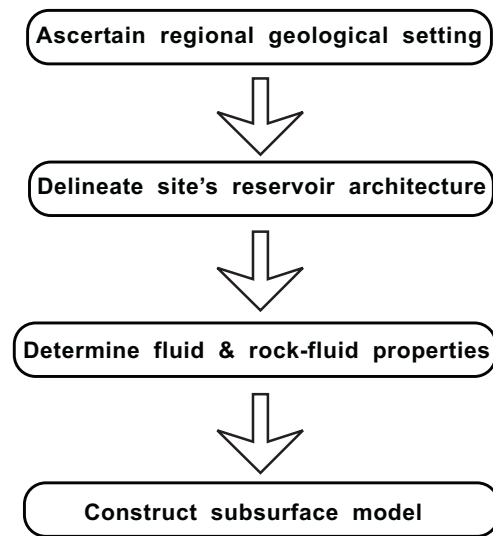 Ascertain regional geological setting
Delineate site's reservoir architecture
Determine fluid & rock-fluid properties
Construct subsurface model